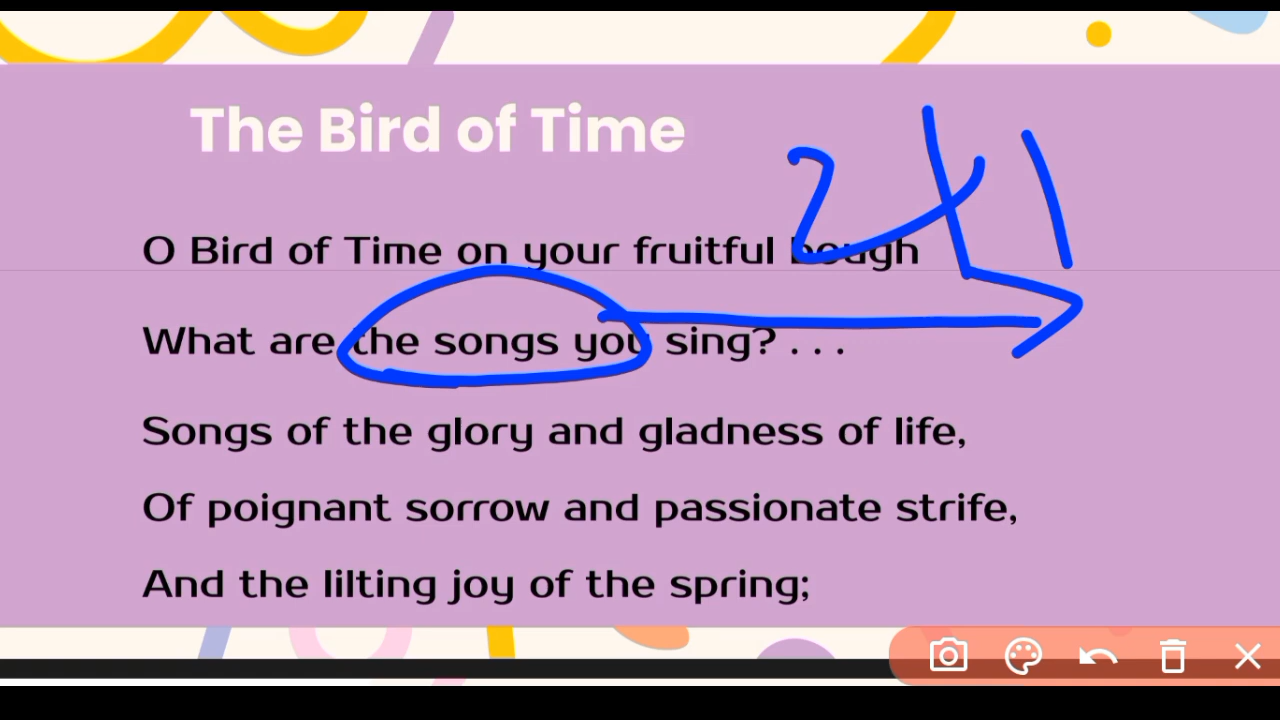 The Bird of Time
O Bird of Time on your fruitful bough
What are the songs you sing? . . .
Songs of the glory and gladness of life,
Of poignant sorrow and passionate strife,
And the lilting joy of the spring;